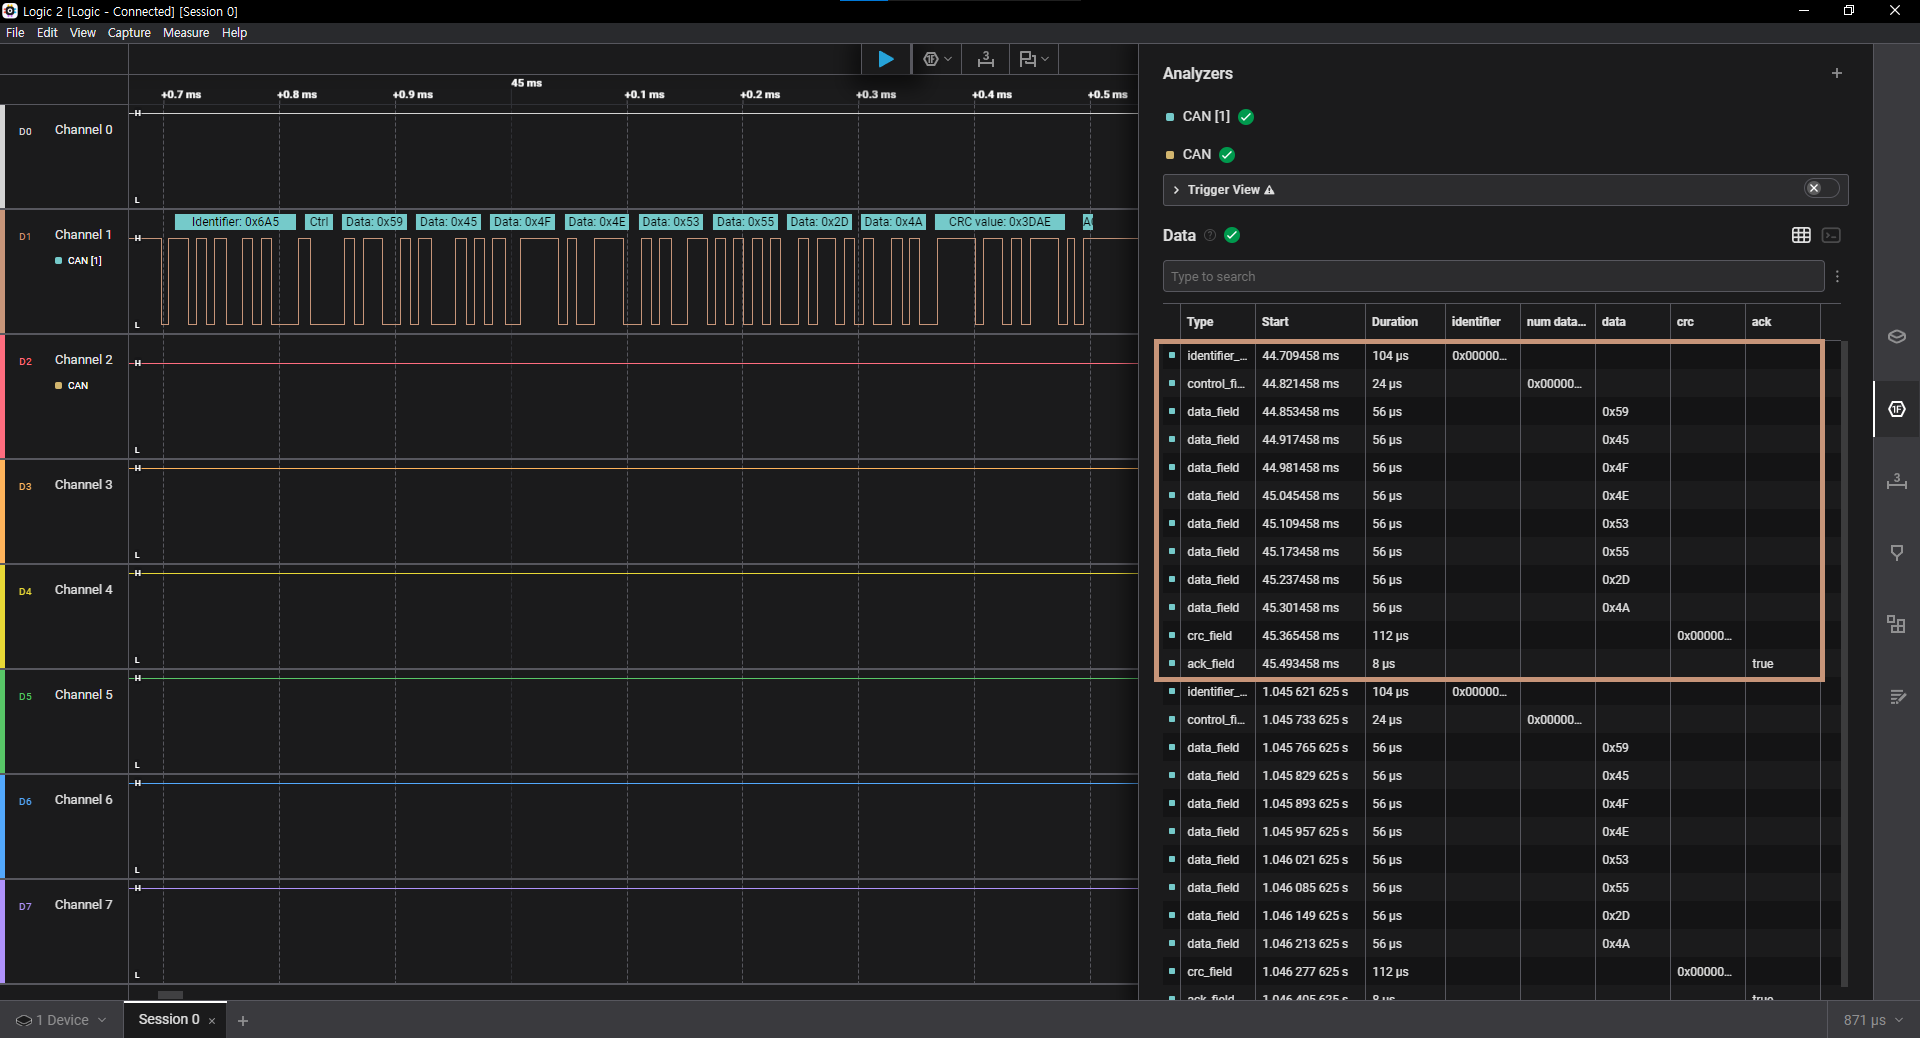 Logic 2 [Logic - Connected] [Session 0]
File Edit View Capture Measure Help
45 ms
+0.7 ms +0.8 ms +0.9 ms +0.1 ms +0.2 ms +0.3 ms +0.4 ms +0.5 ms
D0 Channel 0
H
L
Identifier: 0x6A5 Ctrl Data: 0x59 Data: 0x45 Data: 0x4F Data: 0x4E Data: 0x53 Data: 0x55 Data: 0x2D Data: 0x4A CRC value: 0x3DAE
D1 Channel 1
H
CAN [1]
L
D2 Channel 2
H
CAN
L
D3 Channel 3
H
L
D4 Channel 4
H
L
D5 Channel 5
H
L
D6 Channel 6
H
L
D7 Channel 7
H
L
Analyzers
CAN [1]
CAN
Trigger View
Data
Type to search
Type Start Duration identifier num data... data crc ack
identifier_... 44.709458 ms 104 µs 0x00000...
control_fi... 44.821458 ms 24 µs 0x00000...
data_field 44.853458 ms 56 µs 0x59
data_field 44.917458 ms 56 µs 0x45
data_field 44.981458 ms 56 µs 0x4F
data_field 45.045458 ms 56 µs 0x4E
data_field 45.109458 ms 56 µs 0x53
data_field 45.173458 ms 56 µs 0x55
data_field 45.237458 ms 56 µs 0x2D
data_field 45.301458 ms 56 µs 0x4A
crc_field 45.365458 ms 112 µs 0x00000...
ack_field 45.493458 ms 8 µs true
identifier_... 1.045 621 625 s 104 µs 0x00000...
control_fi... 1.045 733 625 s 24 µs 0x00000...
data_field 1.045 765 625 s 56 µs 0x59
data_field 1.045 829 625 s 56 µs 0x45
data_field 1.045 893 625 s 56 µs 0x4F
data_field 1.045 957 625 s 56 µs 0x4E
data_field 1.046 021 625 s 56 µs 0x53
data_field 1.046 085 625 s 56 µs 0x55
data_field 1.046 149 625 s 56 µs 0x2D
data_field 1.046 213 625 s 56 µs 0x4A
crc_field 1.046 277 625 s 112 µs 0x00000...
ack_field 1.046 405 625 s 8 µs true
1 Device
Session 0
871 µs